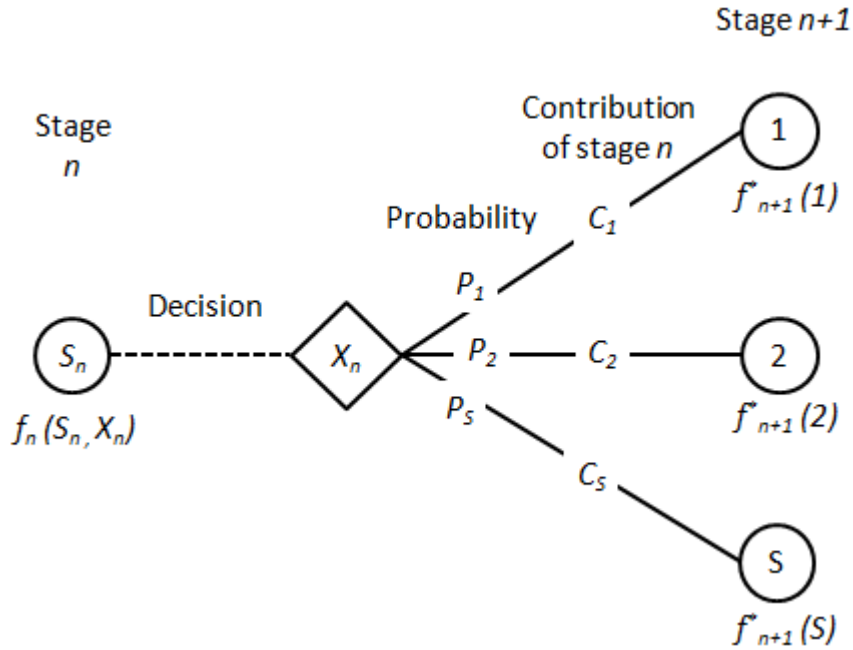 Stage n+1
Stage
n
Contribution
of stage n
1
f*n+1 (1)
Probability
C1
P1
Decision
Sn
Xn
P2
C2
2
fn (Sn, Xn)
f*n+1 (2)
PS
CS
S
f*n+1 (S)